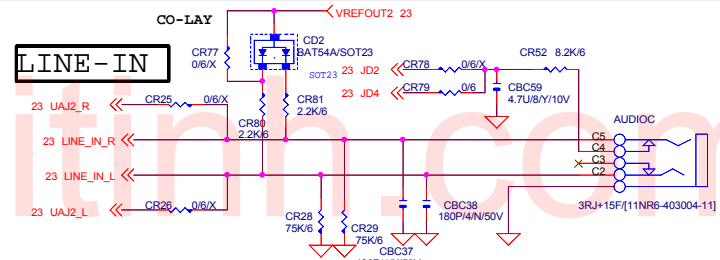 CO-LAY
VREFOUT2 23
LINE-IN
CR77
0/6/X
CD2
BAT54A/SOT23
SOT23
23 JD2
CR78
0/6/X
CR52 8.2K/6
23 JD4
CR79
0/6
CBC59
4.7U/8/Y/10V
23 UAJ2_R
CR25
0/6/X
CR80
2.2K/6
CR81
2.2K/6
AUDIOC
23 LINE_IN_R
C5
C4
C3
C2
23 LINE_IN_L
23 UAJ2_L
CR26
0/6/X
CR28
75K/6
CR29
75K/6
CBC38
180P/4/N/50V
3RJ+15F/[11NR6-403004-11]
CBC37
itinh.com